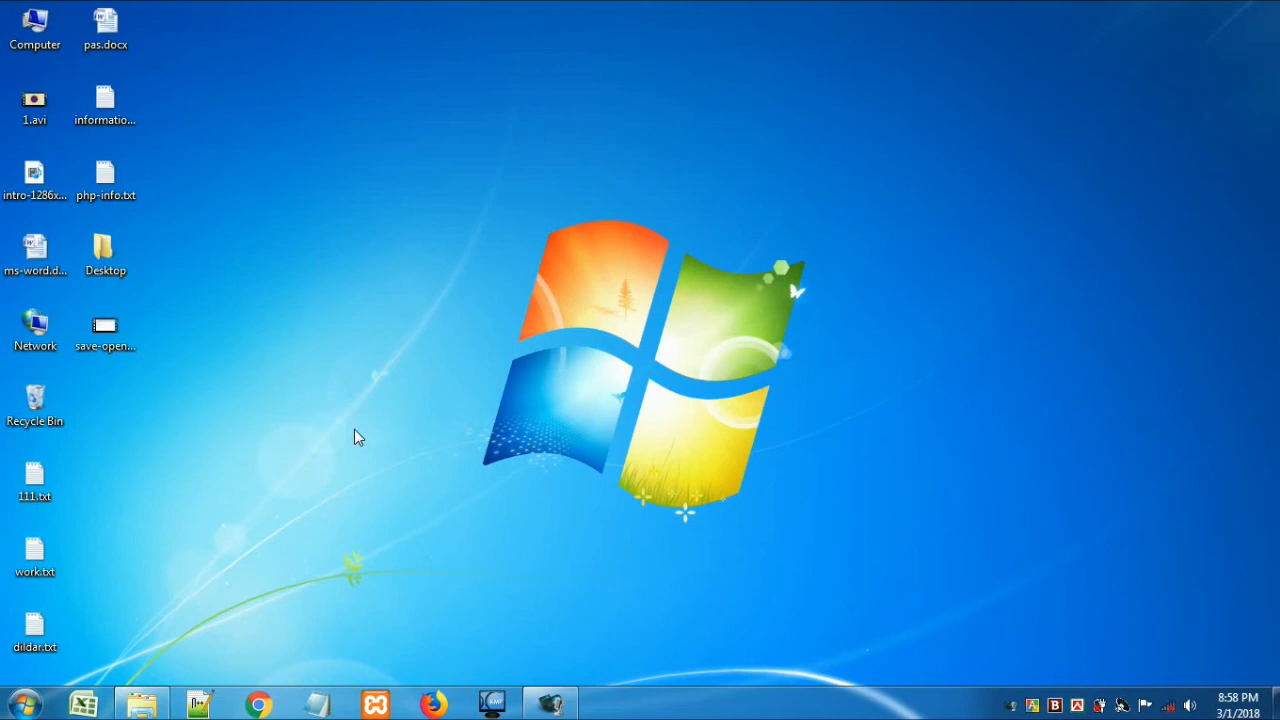 Computer
pas.docx
1.avi
informatio...
intro-1286x...
php-info.txt
ms-word.d...
Desktop
Network
save-open...
Recycle Bin
111.txt
work.txt
dildar.txt
8:58 PM
3/1/2018